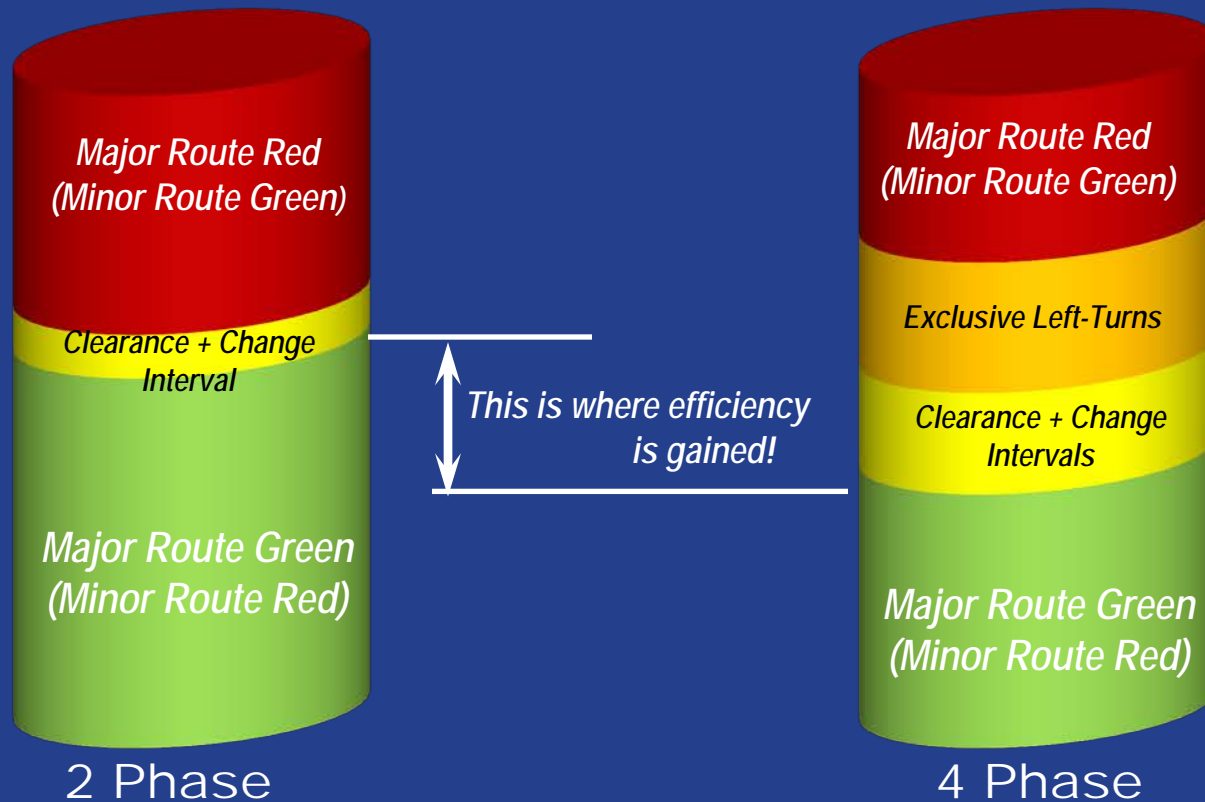 Major Route Red
(Minor Route Green)
Clearance + Change
Interval
Major Route Green
(Minor Route Red)
2 Phase
This is where efficiency
is gained!
Major Route Red
(Minor Route Green)
Exclusive Left-Turns
Clearance + Change
Intervals
Major Route Green
(Minor Route Red)
4 Phase